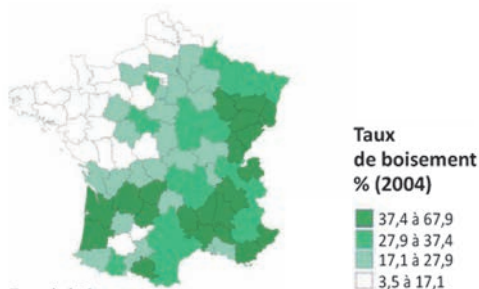 Taux
de boisement
% (2004)
37,4 à 67,9
27,9 à 37,4
17,1 à 27,9
3,5 à 17,1